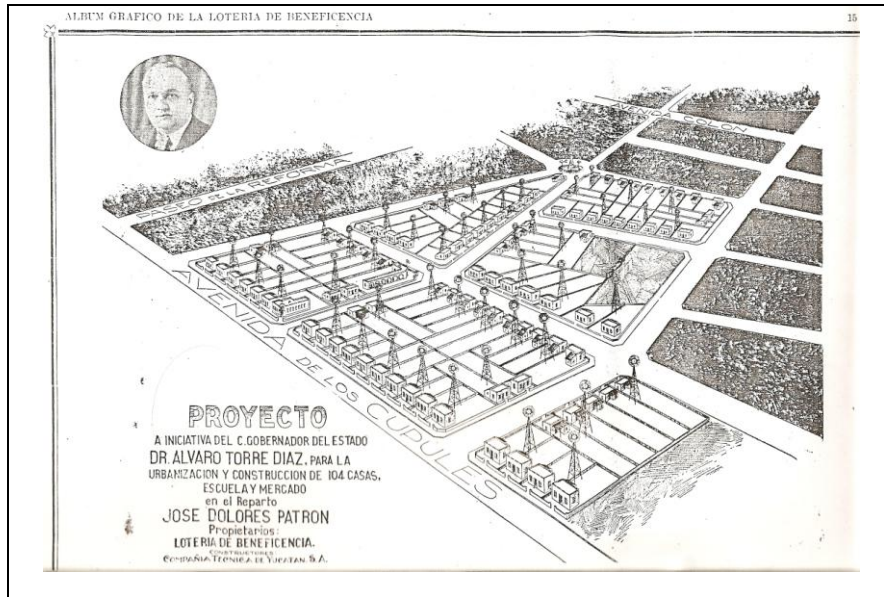 ALBUM GRAFICO DE LA LOTERIA DE BENEFICENCIA
15
PASEO DE LA REFORMA
AVENIDA COLON
AVENDA DE LOS CUPULES
PROYECTO
A INICIATIVA DEL C. GOBERNADOR DEL ESTADO
DR. ALVARO TORRE DIAZ, PARA LA
URBANIZACION Y CONSTRUCCION DE 104 CASAS,
ESCUELA Y MERCADO
en el Reparto
JOSE DOLORES PATRON
Propietarios:
LOTERIA DE BENEFICENCIA.
CONSTRUCTORES
COMPAÑIA TECNICA DE YUCATAN S.A.